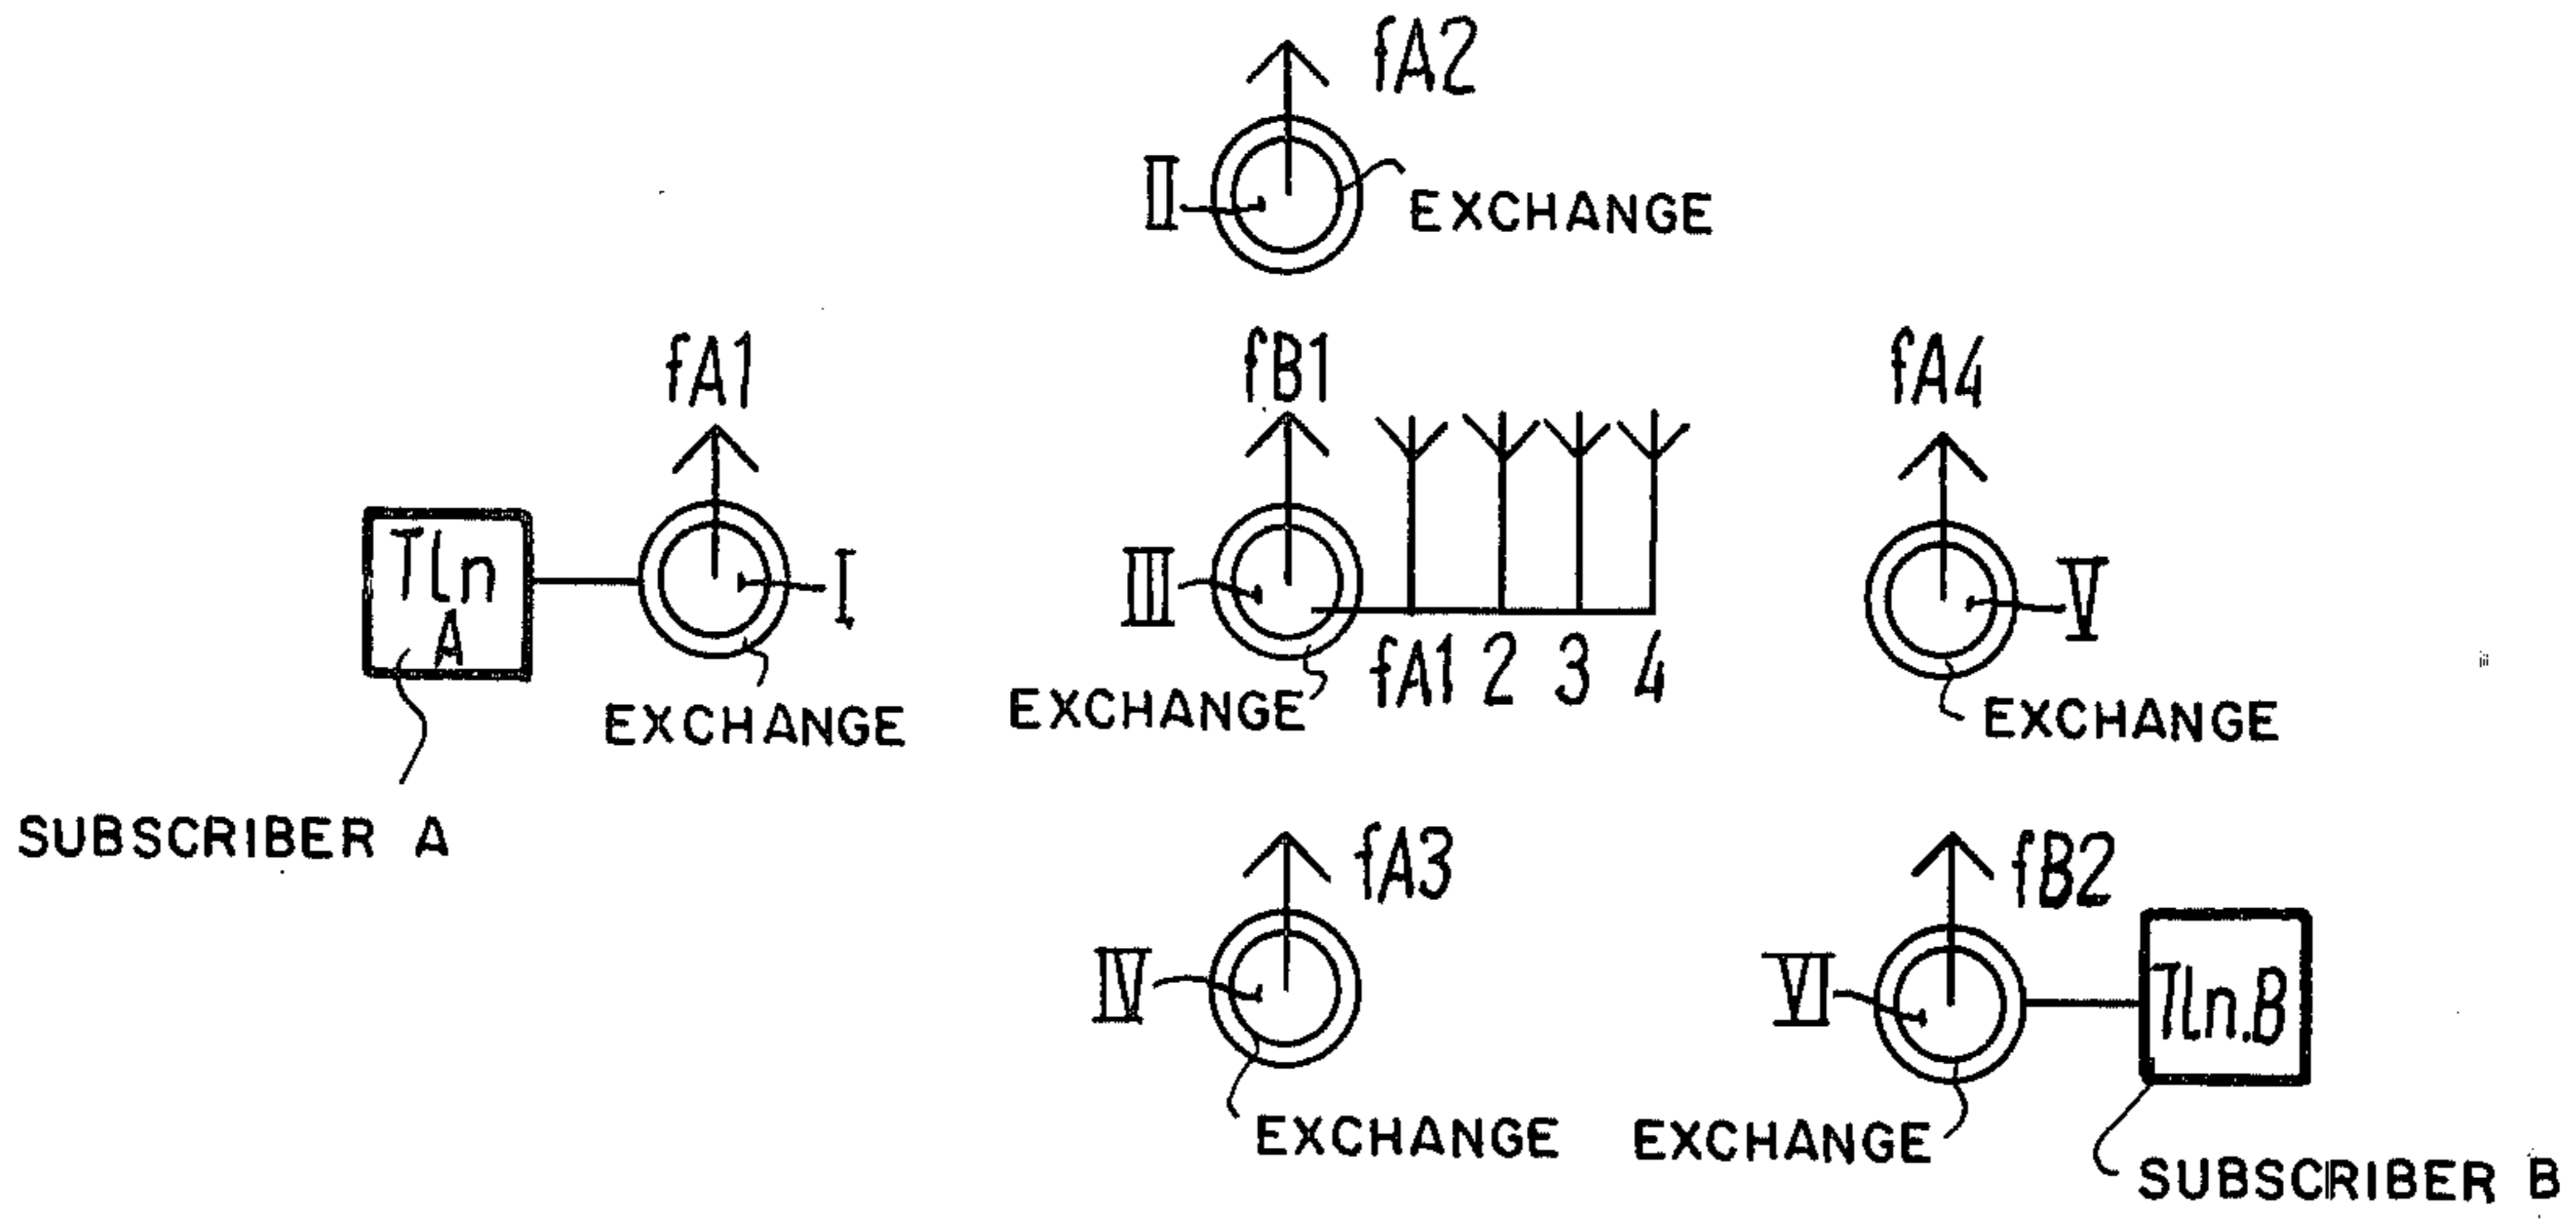 fA2
II
EXCHANGE
fA1
fB1
fA4
Tln
A
I
III
V
EXCHANGE
EXCHANGE
fA1 2 3 4
EXCHANGE
SUBSCRIBER A
fA3
fB2
IV
VI
Tln.B
EXCHANGE
EXCHANGE
SUBSCRIBER B